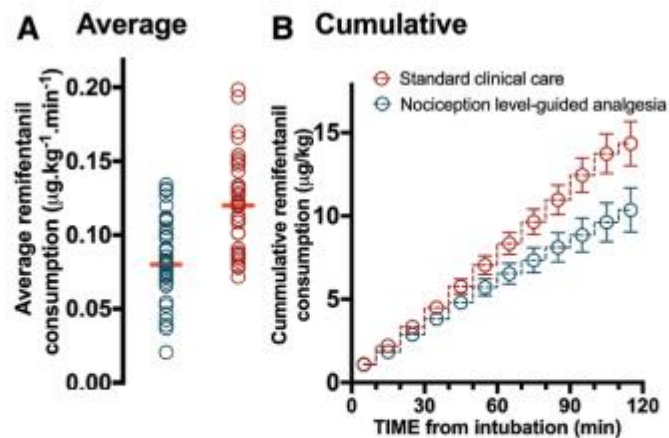 A Average
Average remifentanil
consumption (µg.kg⁻¹.min⁻¹)
0.20
0.15
0.10
0.05
0.00
B Cumulative
Standard clinical care
Nociception level-guided analgesia
Cummulative remifentanil
consumption (µg/kg)
15
10
5
0
0 30 60 90 120
TIME from intubation (min)